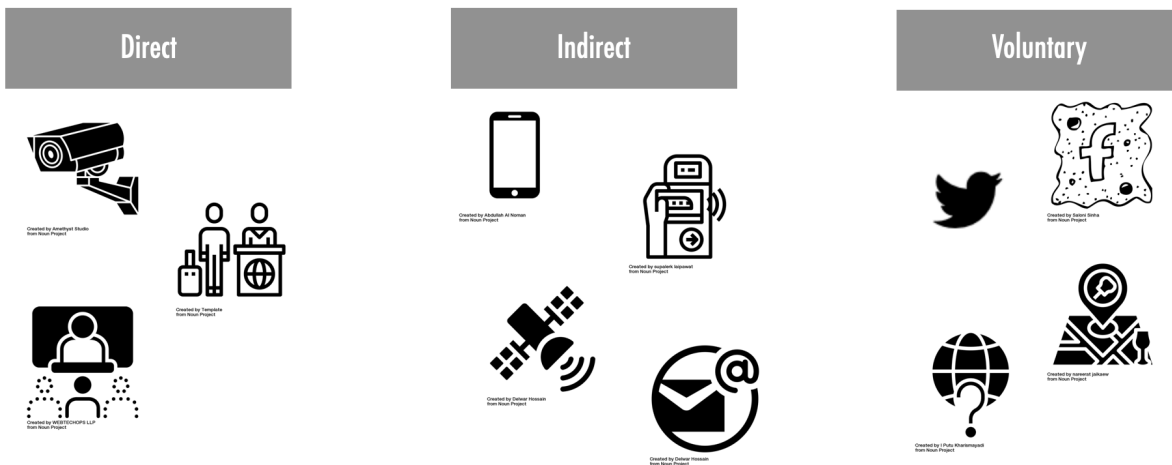 Direct
Indirect
Voluntary
Created by Amethyst Studio
from Noun Project
Created by Template
from Noun Project
Created by WEBTECHOPS LLP
from Noun Project
Created by Abdullah Al Noman
from Noun Project
Created by supalerk laipawat
from Noun Project
Created by Delwar Hossain
from Noun Project
@
Created by Delwar Hossain
from Noun Project
f
Created by Saloni Sinha
from Noun Project
Created by nareerat jaikaew
from Noun Project
?
Created by I Putu Kharismayadi
from Noun Project